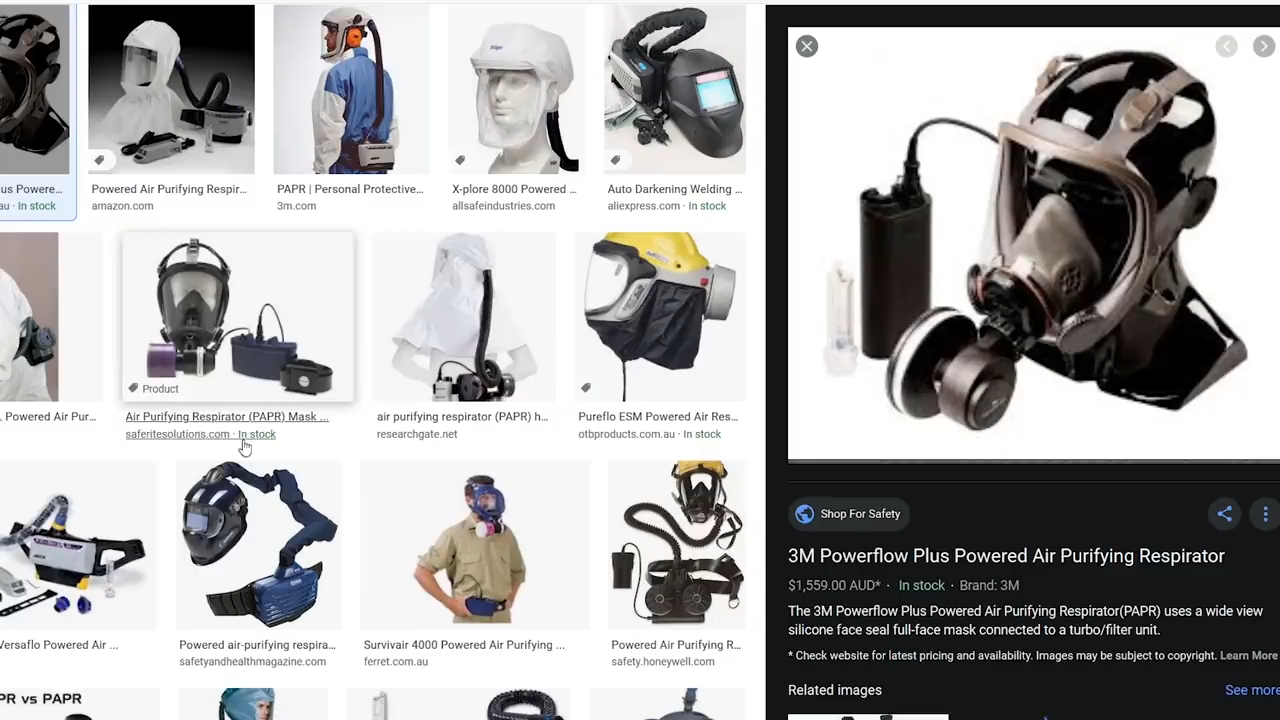 us Powere...
au · In stock
Powered Air Purifying Respir...
amazon.com
PAPR | Personal Protective...
3m.com
dräger
X-plore 8000 Powered ...
allsafeindustries.com
Auto Darkening Welding ...
aliexpress.com · In stock
Powered Air Pur...
Product
Air Purifying Respirator (PAPR) Mask ...
saferitesolutions.com · In stock
air purifying respirator (PAPR) h...
researchgate.net
Pureflo ESM Powered Air Res...
otbproducts.com.au · In stock
Versaflo Powered Air ...
Powered air-purifying respira...
safetyandhealthmagazine.com
Survivair 4000 Powered Air Purifying ...
ferret.com.au
Powered Air Purifying R...
safety.honeywell.com
PR vs PAPR
Shop For Safety
3M Powerflow Plus Powered Air Purifying Respirator
$1,559.00 AUD* · In stock · Brand: 3M
The 3M Powerflow Plus Powered Air Purifying Respirator(PAPR) uses a wide view
silicone face seal full-face mask connected to a turbo/filter unit.
* Check website for latest pricing and availability. Images may be subject to copyright. Learn More
Related images
See more